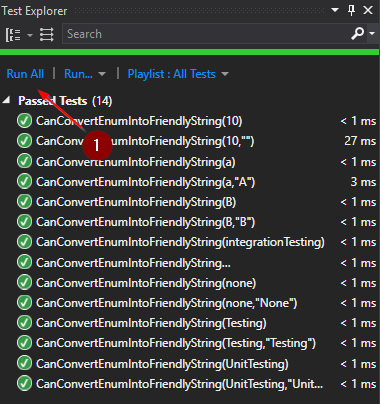 Test Explorer
Search
Run All | Run... | Playlist : All Tests
Passed Tests (14)
CanConvertEnumIntoFriendlyString(10) < 1 ms
CanConvertEnumIntoFriendlyString(10,"") 27 ms
CanConvertEnumIntoFriendlyString(a) < 1 ms
CanConvertEnumIntoFriendlyString(a,"A") 3 ms
CanConvertEnumIntoFriendlyString(B) < 1 ms
CanConvertEnumIntoFriendlyString(B,"B") < 1 ms
CanConvertEnumIntoFriendlyString(integrationTesting) < 1 ms
CanConvertEnumIntoFriendlyString... < 1 ms
CanConvertEnumIntoFriendlyString(none) < 1 ms
CanConvertEnumIntoFriendlyString(none,"None") < 1 ms
CanConvertEnumIntoFriendlyString(Testing) < 1 ms
CanConvertEnumIntoFriendlyString(Testing,"Testing") < 1 ms
CanConvertEnumIntoFriendlyString(UnitTesting) < 1 ms
CanConvertEnumIntoFriendlyString(UnitTesting,"Unit... < 1 ms
1